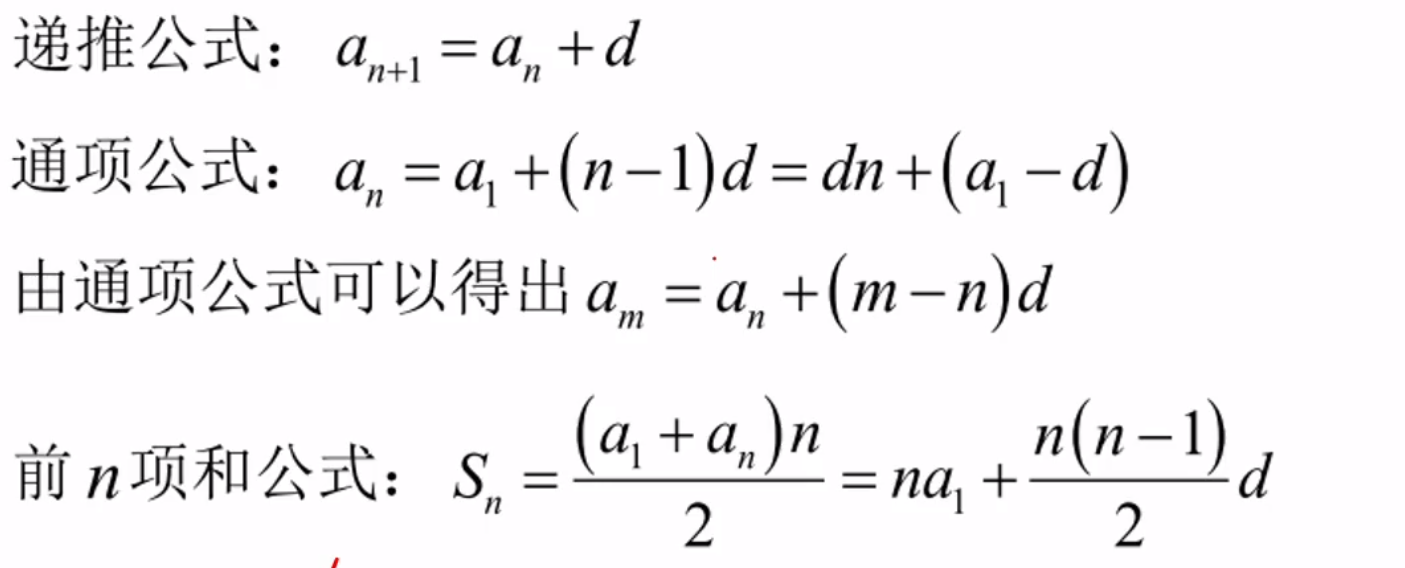 递推公式：a_{n+1} = a_n + d
通项公式：a_n = a_1 + (n − 1)d = dn + (a_1 − d)
由通项公式可以得出 a_m = a_n + (m − n)d
前 n 项和公式：S_n = \frac{(a_1 + a_n)n}{2} = na_1 + \frac{n(n − 1)}{2}d